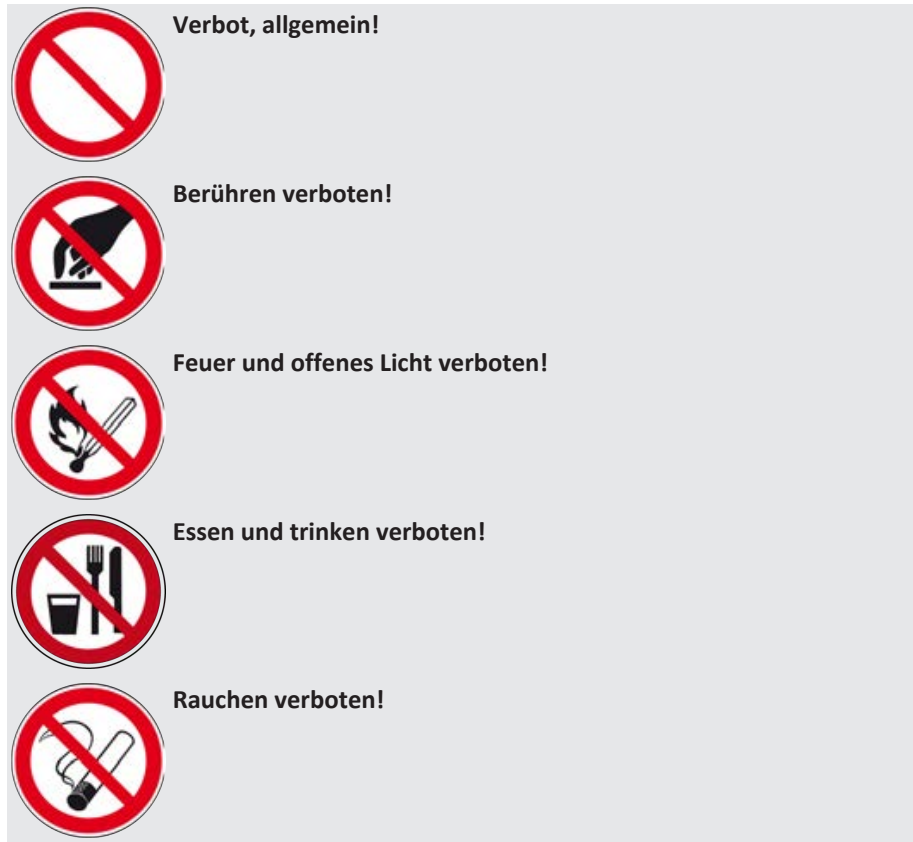 Verbot, allgemein!
Berühren verboten!
Feuer und offenes Licht verboten!
Essen und trinken verboten!
Rauchen verboten!